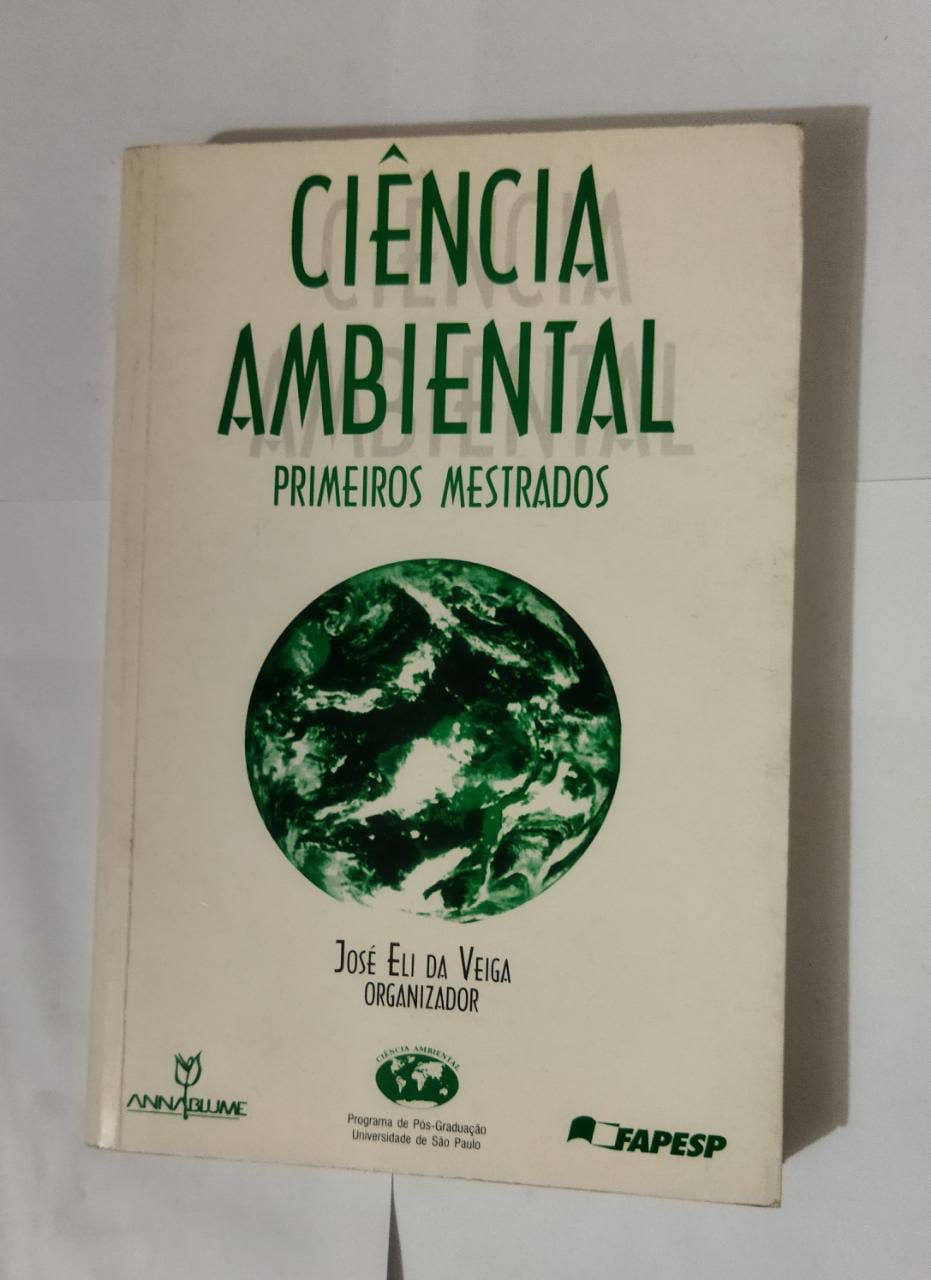 CIÊNCIA
AMBIENTAL
PRIMEIROS MESTRADOS
JOSÉ ELI DA VEIGA
ORGANIZADOR
ANNABLUME
CIÊNCIA AMBIENTAL
Programa de Pós-Graduação
Universidade de São Paulo
FAPESP